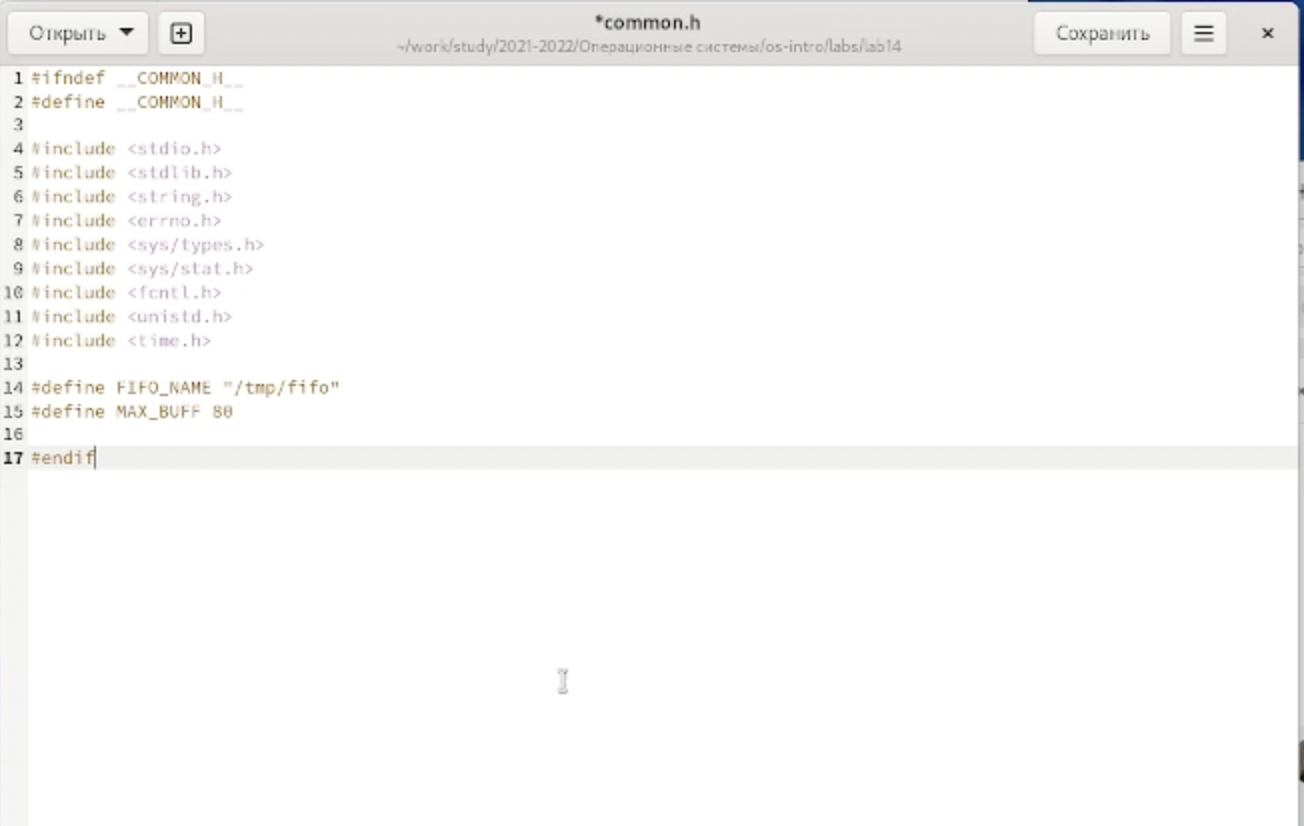 Открыть
*common.h
~/work/study/2021-2022/Операционные системы/os-intro/labs/lab14
Сохранить
1 #ifndef __COMMON_H__
2 #define __COMMON_H__
3
4 #include <stdio.h>
5 #include <stdlib.h>
6 #include <string.h>
7 #include <errno.h>
8 #include <sys/types.h>
9 #include <sys/stat.h>
10 #include <fcntl.h>
11 #include <unistd.h>
12 #include <time.h>
13
14 #define FIFO_NAME "/tmp/fifo"
15 #define MAX_BUFF 80
16
17 #endif